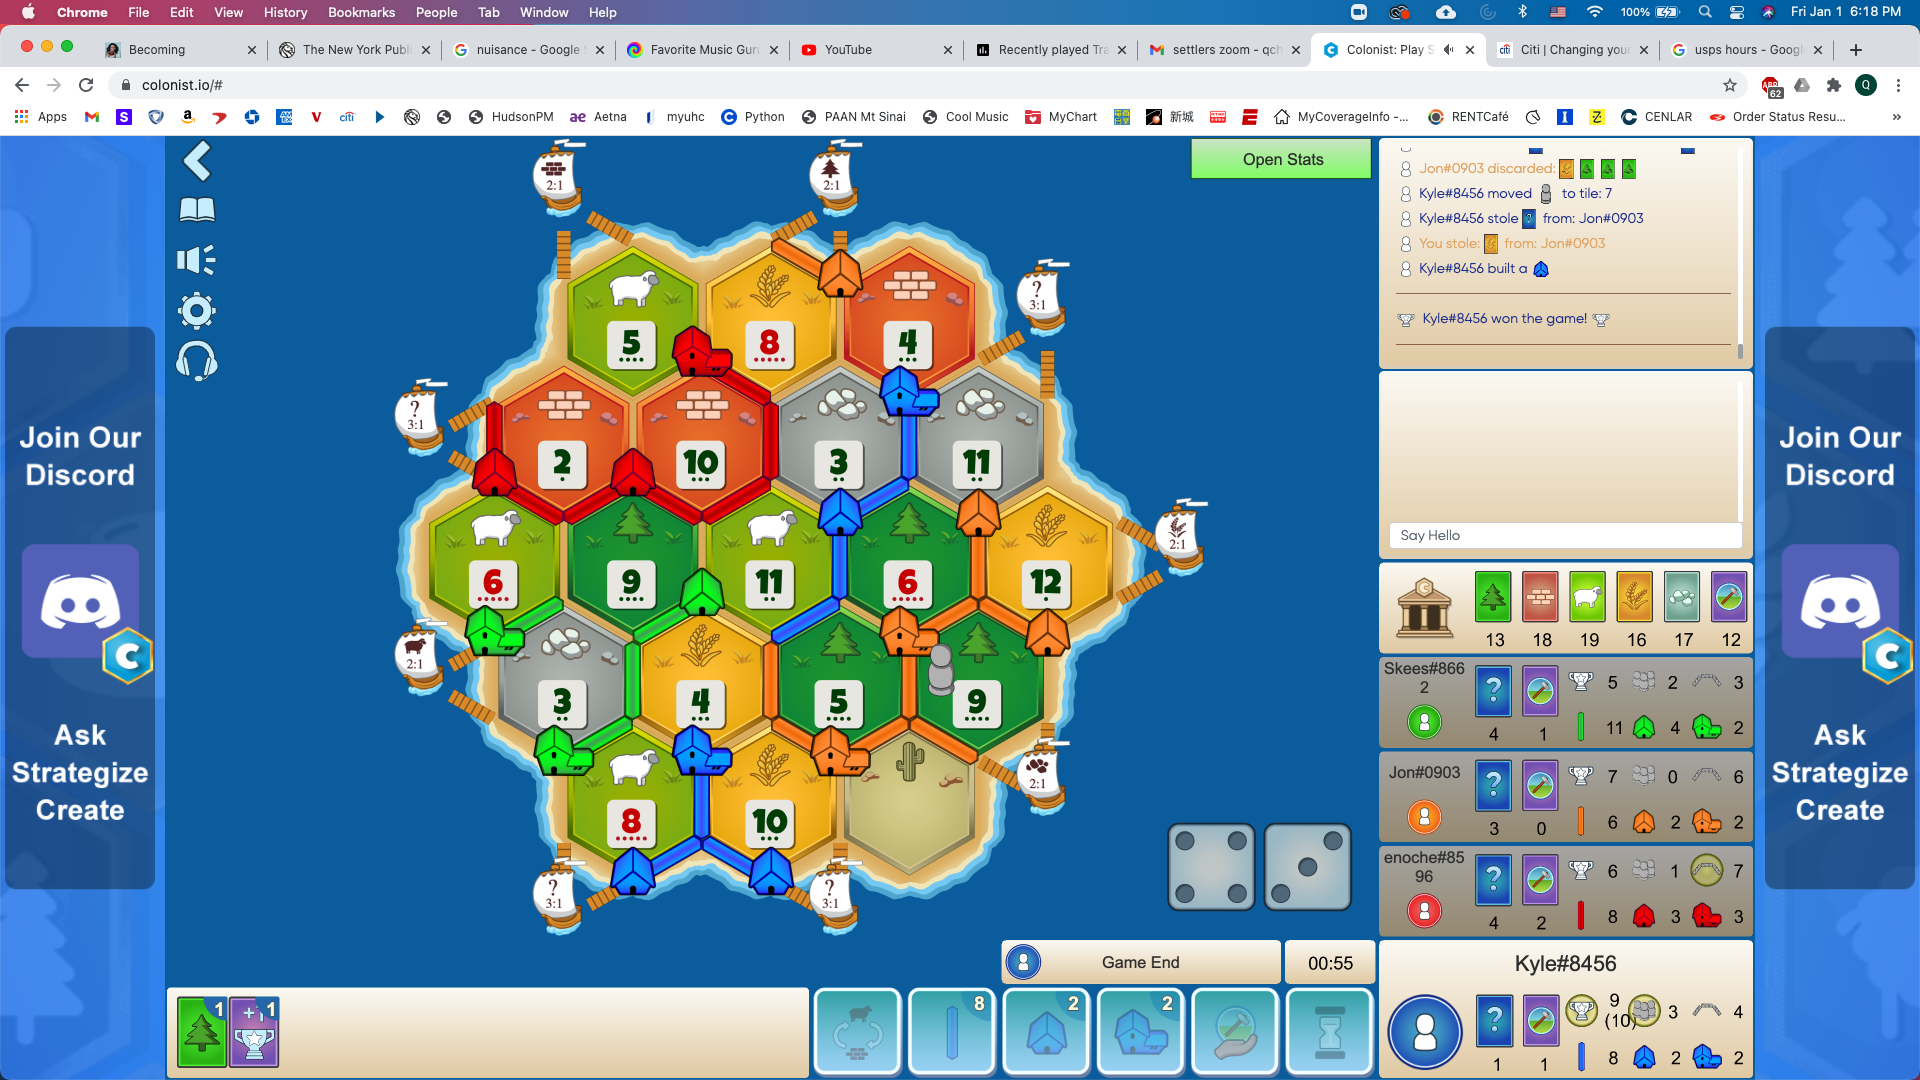 Chrome File Edit View History Bookmarks People Tab Window Help 100% Fri Jan 1 6:18 PM
Becoming
The New York Publ
nuisance - Google
Favorite Music Gur
YouTube
Recently played Tra
settlers zoom - qch
Colonist: Play S
Citi | Changing your
usps hours - Googl
colonist.io/#
ABP
62
Q
Apps
citi
HudsonPM
ae Aetna
myuhc
Python
PAAN Mt Sinai
Cool Music
MyChart
新城
MyCoverageInfo -...
RENTCafé
CENLAR
Order Status Resu...
»
Open Stats
Jon#0903 discarded:
Kyle#8456 moved to tile: 7
Kyle#8456 stole from: Jon#0903
You stole: from: Jon#0903
Kyle#8456 built a
Kyle#8456 won the game!
Say Hello
Join Our
Discord
Ask
Strategize
Create
Join Our
Discord
Ask
Strategize
Create
2:1
2:1
?
3:1
?
3:1
2:1
2:1
2:1
?
3:1
?
3:1
5
8
4
2
10
3
11
6
9
11
6
12
3
4
5
9
8
10
13 18 19 16 17 12
Skees#866
2
5 2 3
4 1 11 4 2
Jon#0903
7 0 6
3 0 6 2 2
enoche#85
96
6 1 7
4 2 8 3 3
Kyle#8456
9
(10) 3 4
1 1 8 2 2
Game End
00:55
1
+1
1
8
2
2